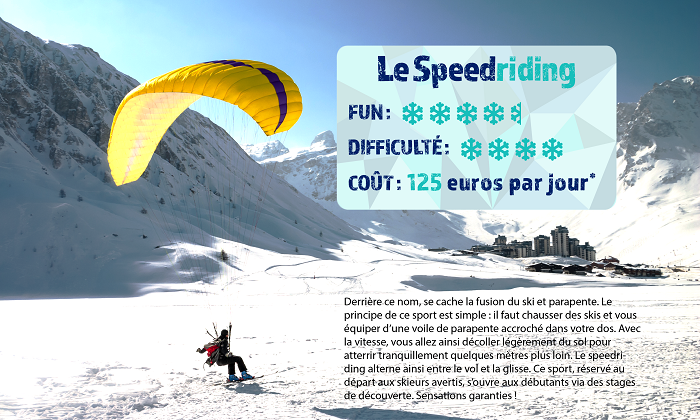 Le Speedriding
FUN :
DIFFICULTÉ :
COÛT : 125 euros par jour*
Derrière ce nom, se cache la fusion du ski et parapente. Le
principe de ce sport est simple : il faut chausser des skis et vous
équiper d'une voile de parapente accroché dans votre dos. Avec
la vitesse, vous allez ainsi décoller légèrement du sol pour
atterrir tranquillement quelques mètres plus loin. Le speedri
ding alterne ainsi entre le vol et la glisse. Ce sport, réservé au
départ aux skieurs avertis, s'ouvre aux débutants via des stages
de découverte. Sensations garanties !